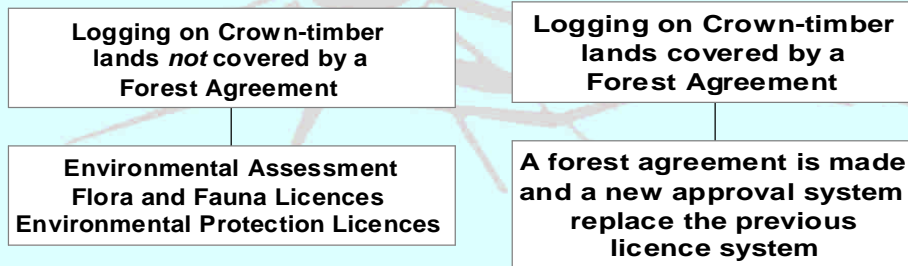 Logging on Crown-timber
lands not covered by a
Forest Agreement
Environmental Assessment
Flora and Fauna Licences
Environmental Protection Licences
Logging on Crown-timber
lands covered by a
Forest Agreement
A forest agreement is made
and a new approval system
replace the previous
licence system